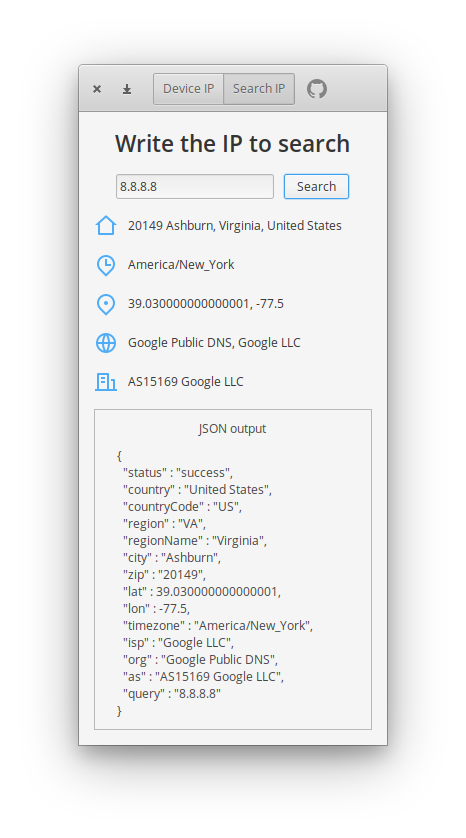 Device IP Search IP
Write the IP to search
8.8.8.8 Search
20149 Ashburn, Virginia, United States
America/New_York
39.030000000000001, -77.5
Google Public DNS, Google LLC
AS15169 Google LLC
JSON output
{
"status" : "success",
"country" : "United States",
"countryCode" : "US",
"region" : "VA",
"regionName" : "Virginia",
"city" : "Ashburn",
"zip" : "20149",
"lat" : 39.030000000000001,
"lon" : -77.5,
"timezone" : "America/New_York",
"isp" : "Google LLC",
"org" : "Google Public DNS",
"as" : "AS15169 Google LLC",
"query" : "8.8.8.8"
}